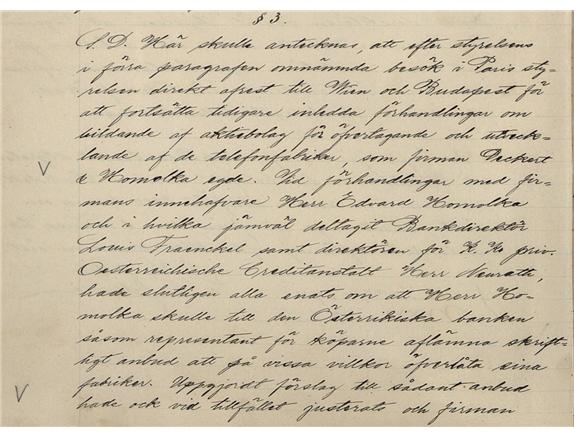 § 3.
S. D. Här skulle antecknas, att efter styrelsens
i förra paragrafen omnämnda besök i Paris sty-
relsen direkt afrest till Wien och Budapest för
att fortsätta tidigare inledda förhandlingar om
bildande af aktiebolag för öfvertagande och utveck-
lande af de telefonfabriker, som firman Deckert
& Homolka egde. Vid förhandlingar med fir-
mans innehafvare Herr Edvard Homolka
och i hvilka jämväl deltagit Bankdirektör
Louis Fraenckel samt direktören för K. K. priv.
Oesterreichische Creditanstalt Herr Neurath,
hade slutligen alla enats om att Herr Ho-
molka skulle till den Österrikiska banken
såsom representant för köparne aflämna skrift-
ligt anbud att på vissa villkor öfverlåta sina
fabriker. Uppgjordt förslag till sådant anbud
hade ock vid tillfället justerats och firman